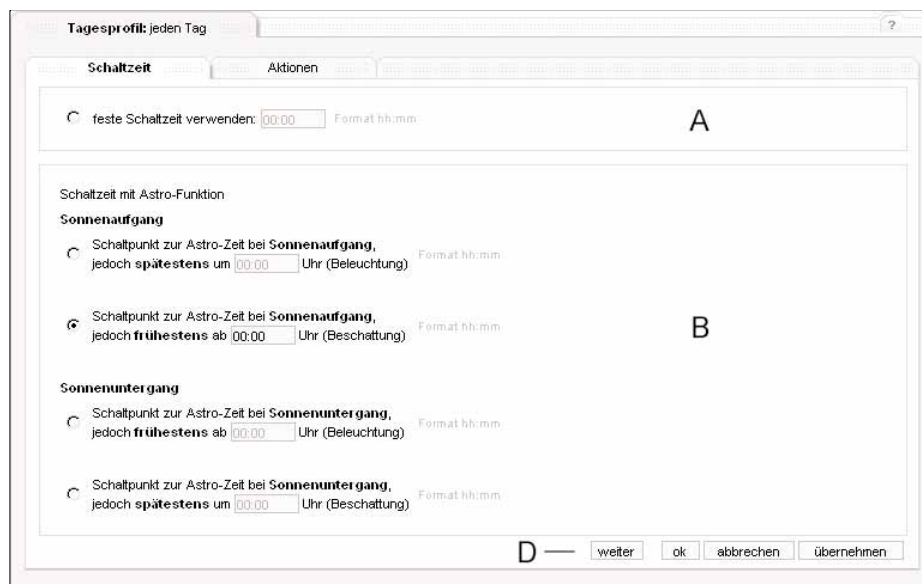 Tagesprofil: jeden Tag
?
Schaltzeit Aktionen
feste Schaltzeit verwenden: 00:00 Format hh:mm
A
Schaltzeit mit Astro-Funktion
Sonnenaufgang
Schaltpunkt zur Astro-Zeit bei Sonnenaufgang,
jedoch spätestens um 00:00 Uhr (Beleuchtung) Format hh:mm
Schaltpunkt zur Astro-Zeit bei Sonnenaufgang,
jedoch frühestens ab 00:00 Uhr (Beschattung) Format hh:mm
B
Sonnenuntergang
Schaltpunkt zur Astro-Zeit bei Sonnenuntergang,
jedoch frühestens ab 00:00 Uhr (Beleuchtung) Format hh:mm
Schaltpunkt zur Astro-Zeit bei Sonnenuntergang,
jedoch spätestens um 00:00 Uhr (Beschattung) Format hh:mm
D weiter ok abbrechen übernehmen